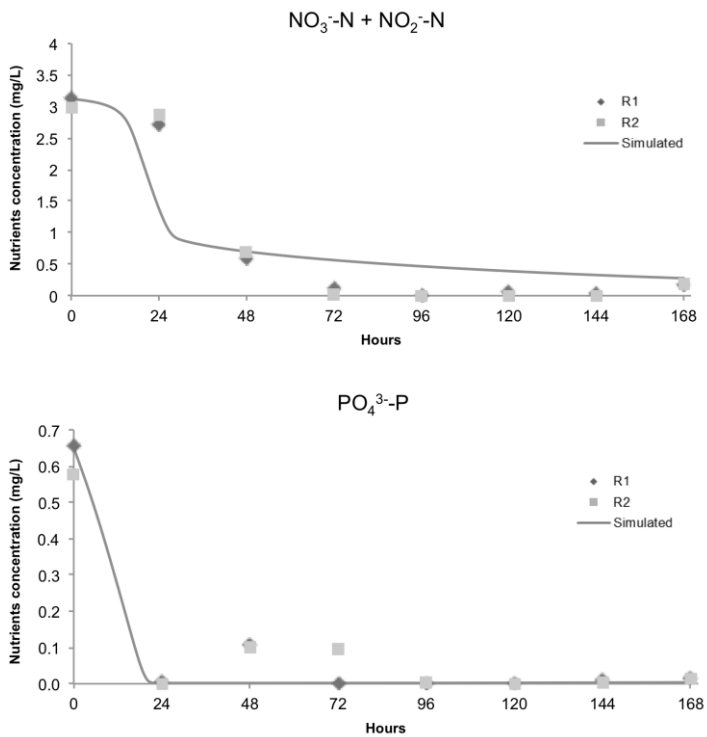 NO₃⁻-N + NO₂⁻-N
Nutrients concentration (mg/L)
4
3.5
3
2.5
2
1.5
1
0.5
0
0 24 48 72 96 120 144 168
Hours
R1
R2
Simulated
PO₄³⁻-P
Nutrients concentration (mg/L)
0.7
0.6
0.5
0.4
0.3
0.2
0.1
0.0
0 24 48 72 96 120 144 168
Hours
R1
R2
Simulated